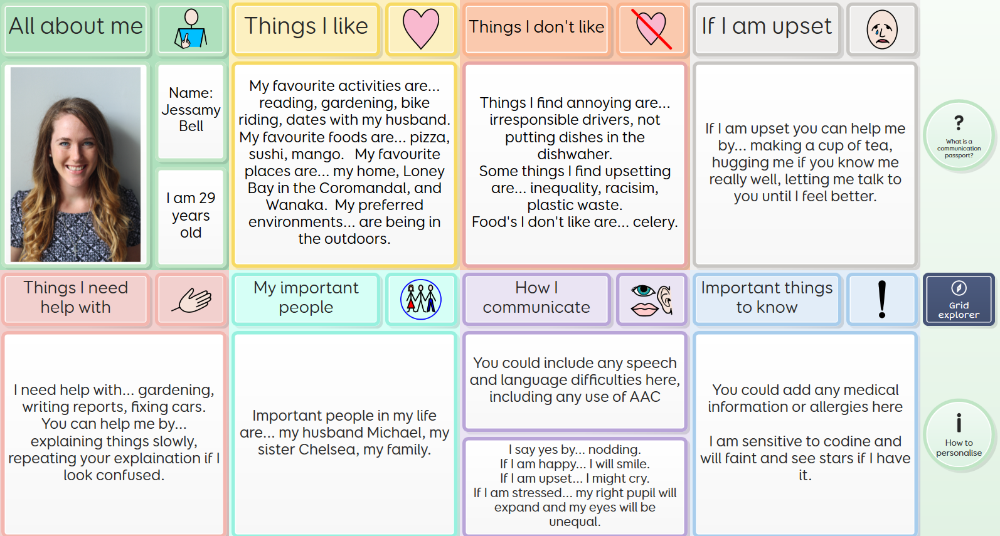 All about me
Name:
Jessamy
Bell
I am 29
years
old
Things I like
My favourite activities are...
reading, gardening, bike
riding, dates with my husband.
My favourite foods are... pizza,
sushi, mango.   My favourite
places are... my home, Loney
Bay in the Coromandal, and
Wanaka.  My preferred
environments... are being in
the outdoors.
Things I don't like
Things I find annoying are...
irresponsible drivers, not
putting dishes in the
dishwaher.
Some things I find upsetting
are... inequality, racisim,
plastic waste.
Food's I don't like are... celery.
If I am upset
If I am upset you can help me
by... making a cup of tea,
hugging me if you know me
really well, letting me talk to
you until I feel better.
?
What is a
communication
passport?
Things I need
help with
I need help with... gardening,
writing reports, fixing cars.
You can help me by...
explaining things slowly,
repeating your explaination if I
look confused.
My important
people
Important people in my life
are... my husband Michael, my
sister Chelsea, my family.
How I
communicate
You could include any speech
and language difficulties here,
including any use of AAC
I say yes by... nodding.
If I am happy... I will smile.
If I am upset... I might cry.
If I am stressed... my right pupil will
expand and my eyes will be
unequal.
Important things
to know
!
You could add any medical
information or allergies here
I am sensitive to codine and
will faint and see stars if I have
it.
Grid
explorer
i
How to
personalise